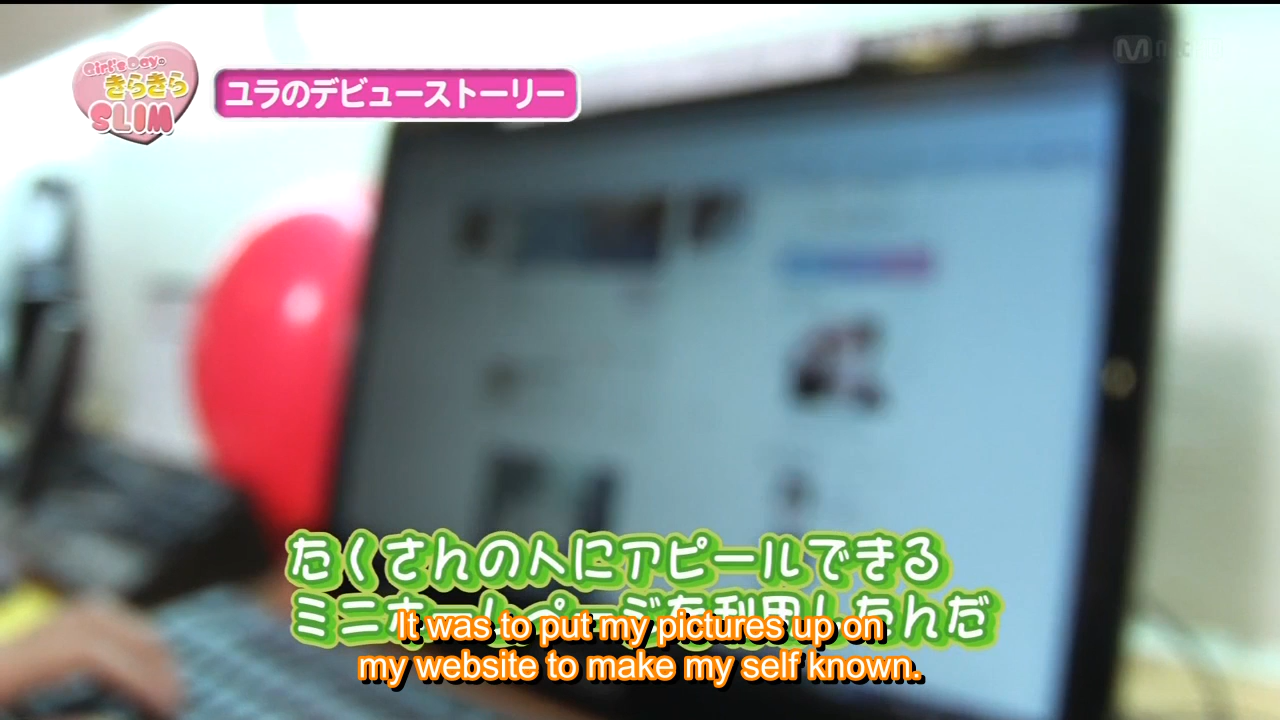 Girl's Dayの
きらきら
SLIM
ユラのデビューストーリー
たくさんの人にアピールできる
ミニホームページを利用したんだ
It was to put my pictures up on
my website to make my self known.